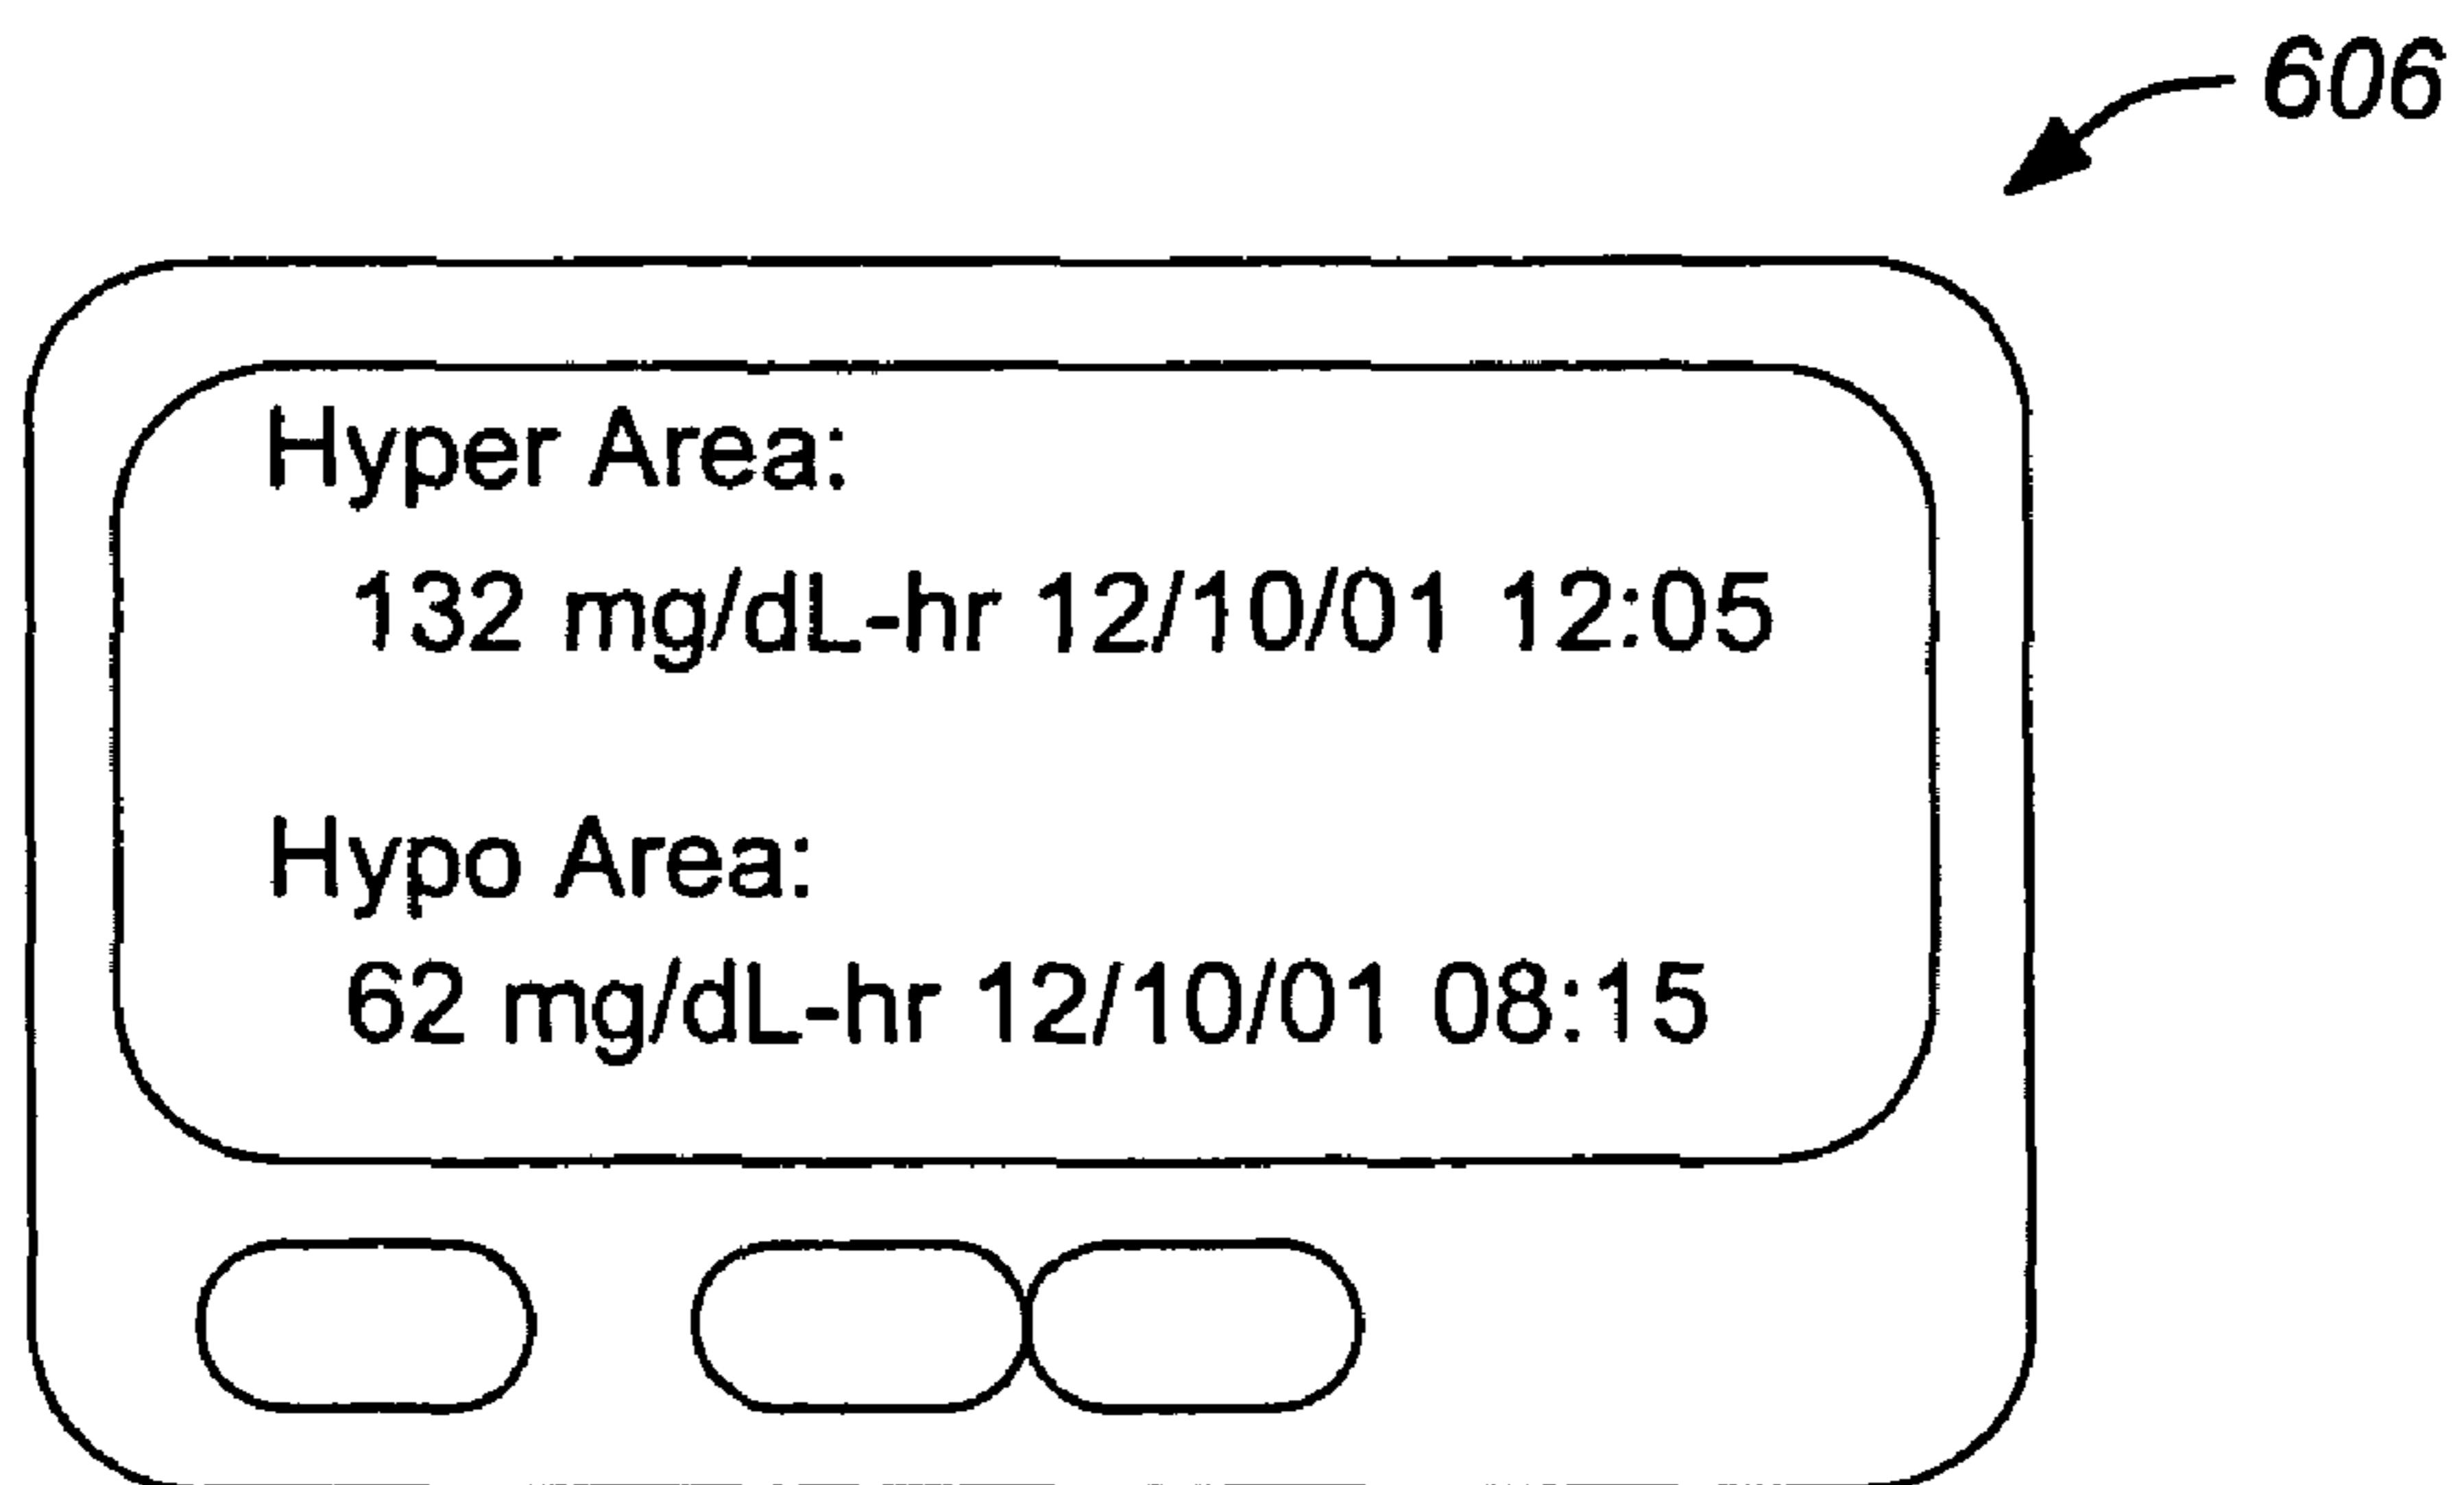 606
Hyper Area:
132 mg/dL-hr 12/10/01 12:05
Hypo Area:
62 mg/dL-hr 12/10/01 08:15